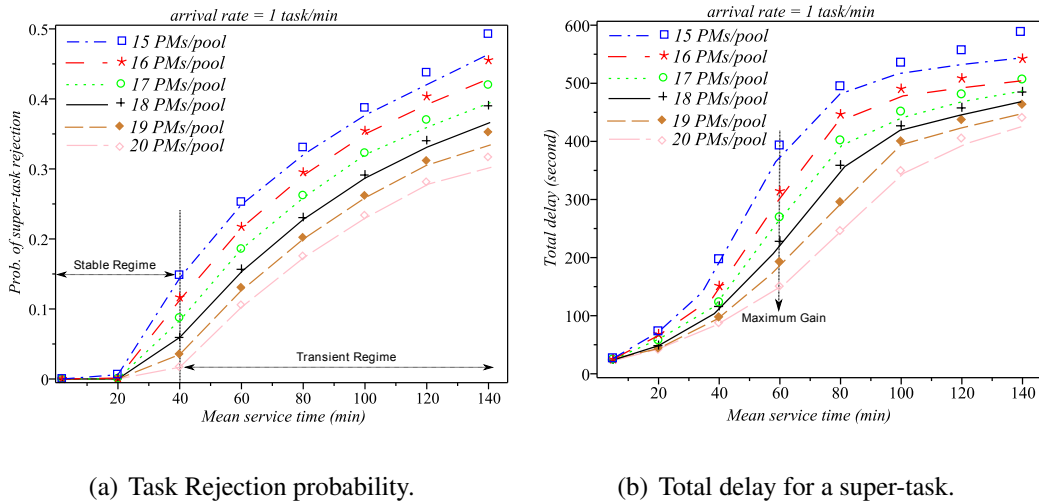 arrival rate = 1 task/min
15 PMs/pool
16 PMs/pool
17 PMs/pool
18 PMs/pool
19 PMs/pool
20 PMs/pool
Prob. of super-task rejection
0.5
0.4
0.3
0.2
0.1
0
Stable Regime
Transient Regime
20 40 60 80 100 120 140
Mean service time (min)
(a) Task Rejection probability.
arrival rate = 1 task/min
15 PMs/pool
16 PMs/pool
17 PMs/pool
18 PMs/pool
19 PMs/pool
20 PMs/pool
Total delay (second)
600
500
400
300
200
100
0
Maximum Gain
20 40 60 80 100 120 140
Mean service time (min)
(b) Total delay for a super-task.